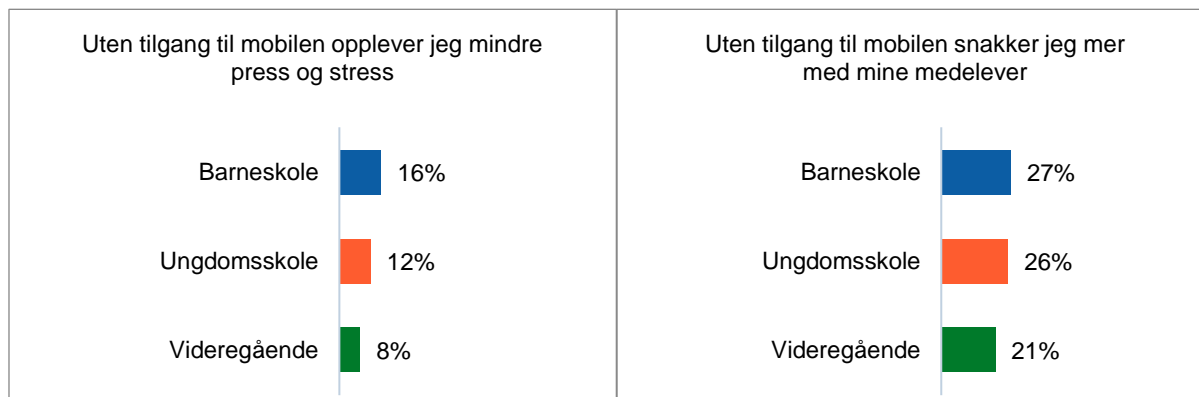 Uten tilgang til mobilen opplever jeg mindre
press og stress
Barneskole 16%
Ungdomsskole 12%
Videregående 8%
Uten tilgang til mobilen snakker jeg mer
med mine medelever
Barneskole 27%
Ungdomsskole 26%
Videregående 21%